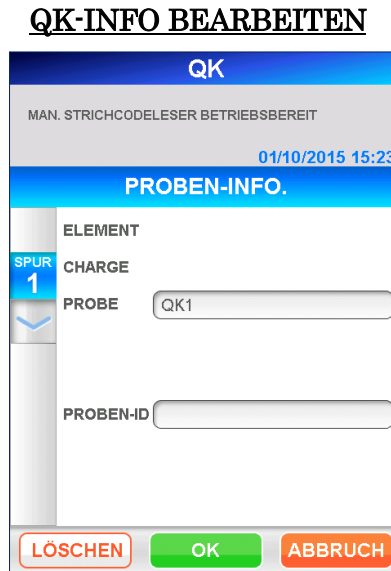 QK-INFO BEARBEITEN
QK
MAN. STRICHCODELESER BETRIEBSBEREIT
01/10/2015 15:23
PROBEN-INFO.
ELEMENT
SPUR
1
CHARGE
PROBE QK1
PROBEN-ID
LÖSCHEN OK ABBRUCH